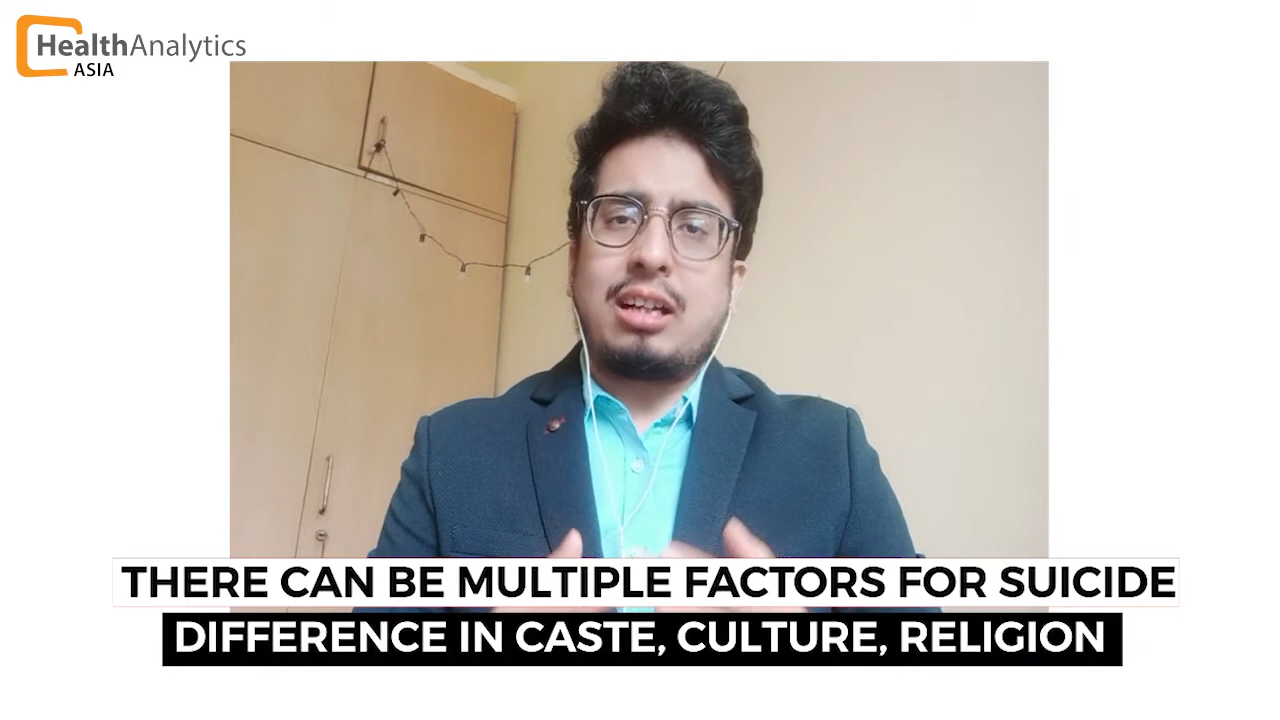 HealthAnalytics
ASIA
THERE CAN BE MULTIPLE FACTORS FOR SUICIDE
DIFFERENCE IN CASTE, CULTURE, RELIGION